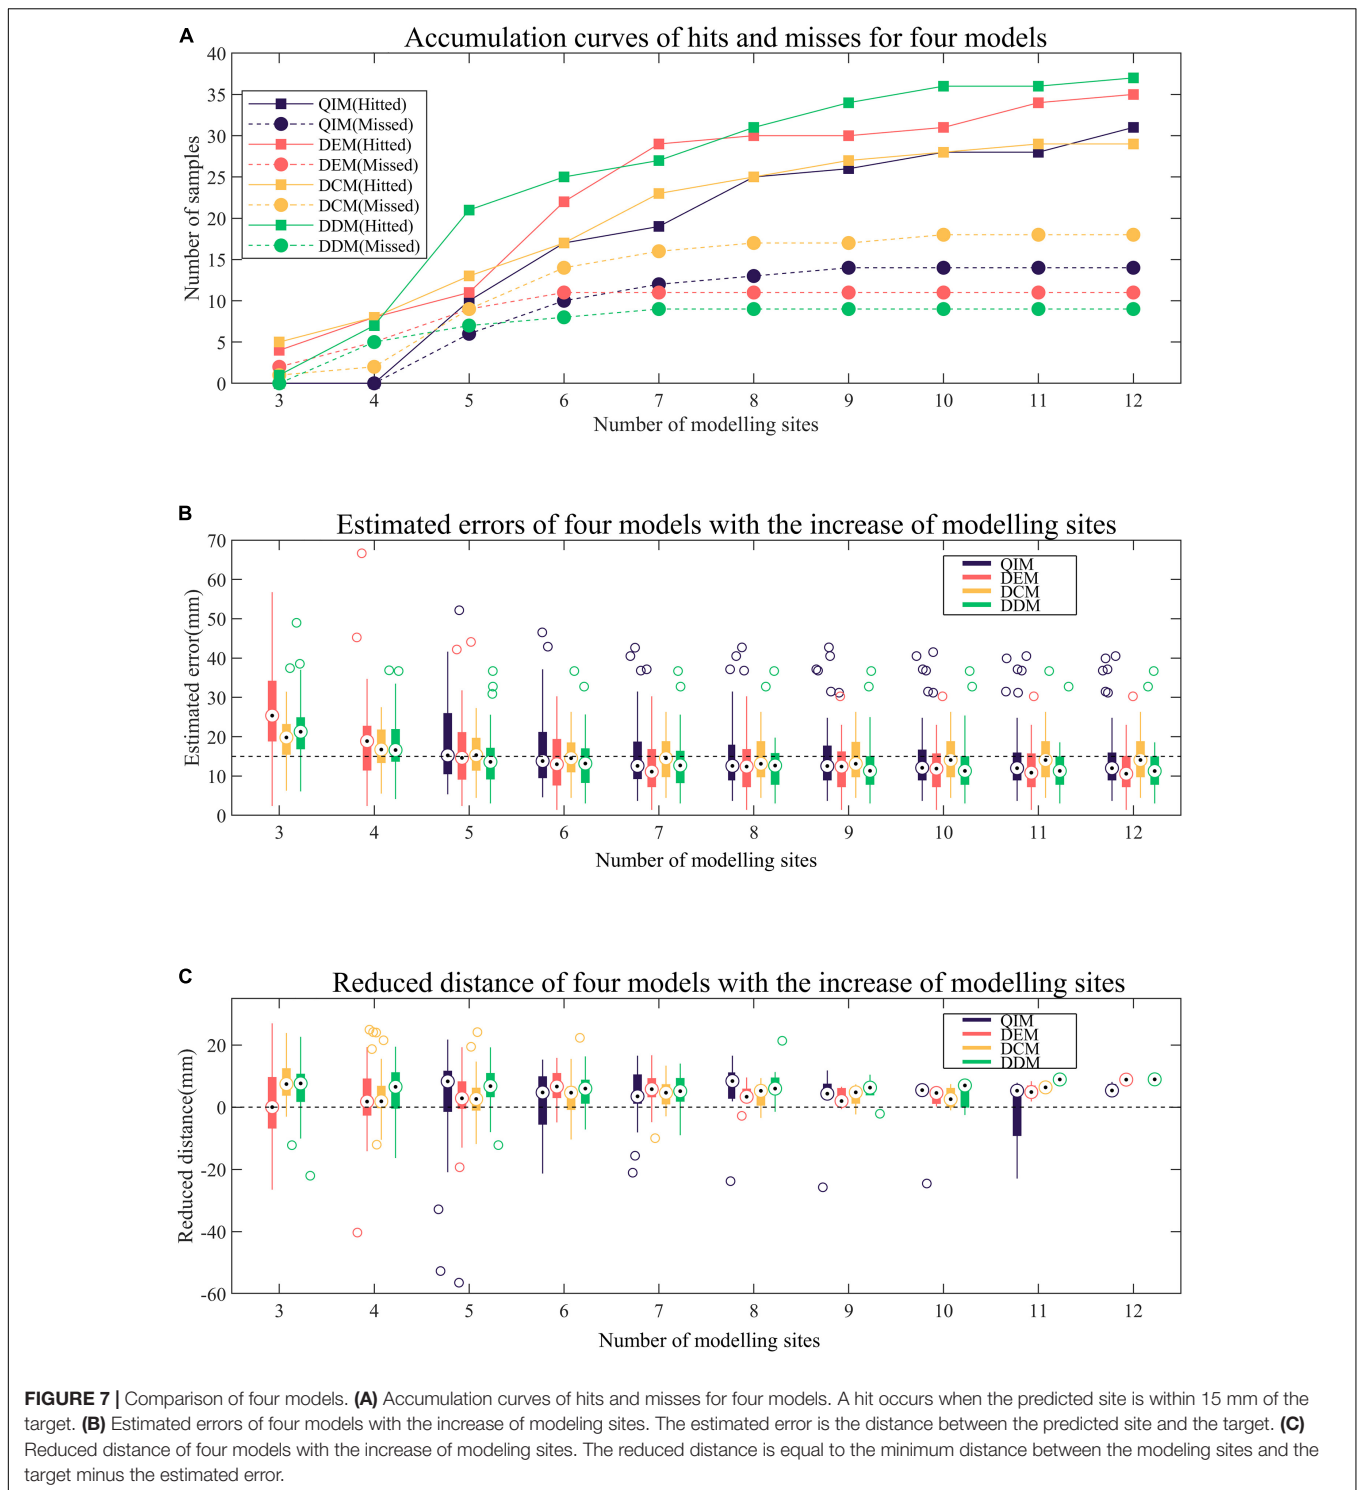 A
Accumulation curves of hits and misses for four models
40
35
30
25
20
15
10
5
0
Number of samples
QIM(Hitted)
QIM(Missed)
DEM(Hitted)
DEM(Missed)
DCM(Hitted)
DCM(Missed)
DDM(Hitted)
DDM(Missed)
3 4 5 6 7 8 9 10 11 12
Number of modelling sites
B
Estimated errors of four models with the increase of modelling sites
70
60
50
40
30
20
10
0
Estimated error(mm)
QIM
DEM
DCM
DDM
3 4 5 6 7 8 9 10 11 12
Number of modelling sites
C
Reduced distance of four models with the increase of modelling sites
20
0
-20
-40
-60
Reduced distance(mm)
QIM
DEM
DCM
DDM
3 4 5 6 7 8 9 10 11 12
Number of modelling sites
FIGURE 7 | Comparison of four models. (A) Accumulation curves of hits and misses for four models. A hit occurs when the predicted site is within 15 mm of the
target. (B) Estimated errors of four models with the increase of modeling sites. The estimated error is the distance between the predicted site and the target. (C)
Reduced distance of four models with the increase of modeling sites. The reduced distance is equal to the minimum distance between the modeling sites and the
target minus the estimated error.